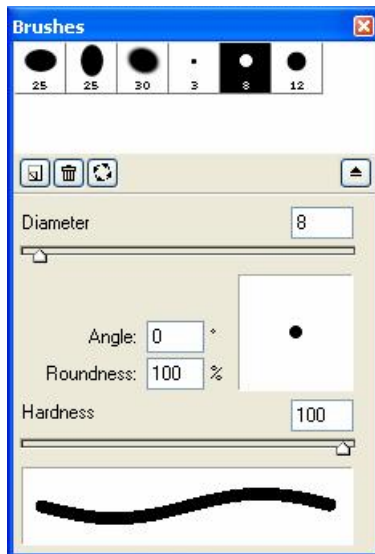 Brushes
25 25 30 3 8 12
Diameter 8
Angle: 0 °
Roundness: 100 %
Hardness 100